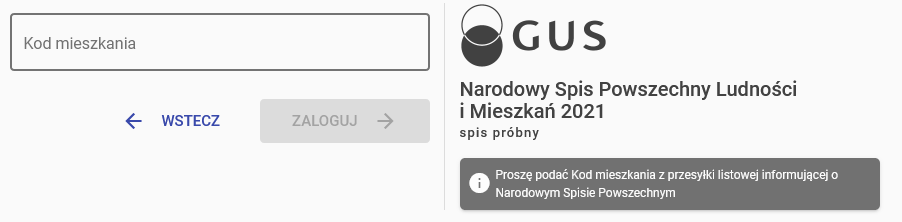 Kod mieszkania
WSTECZ
ZALOGUJ
GUS
Narodowy Spis Powszechny Ludności
i Mieszkań 2021
spis próbny
Proszę podać Kod mieszkania z przesyłki listowej informującej o
Narodowym Spisie Powszechnym